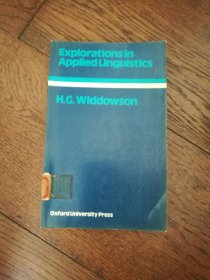 Explorations in
Applied Linguistics
H.G. Widdowson
Oxford University Press